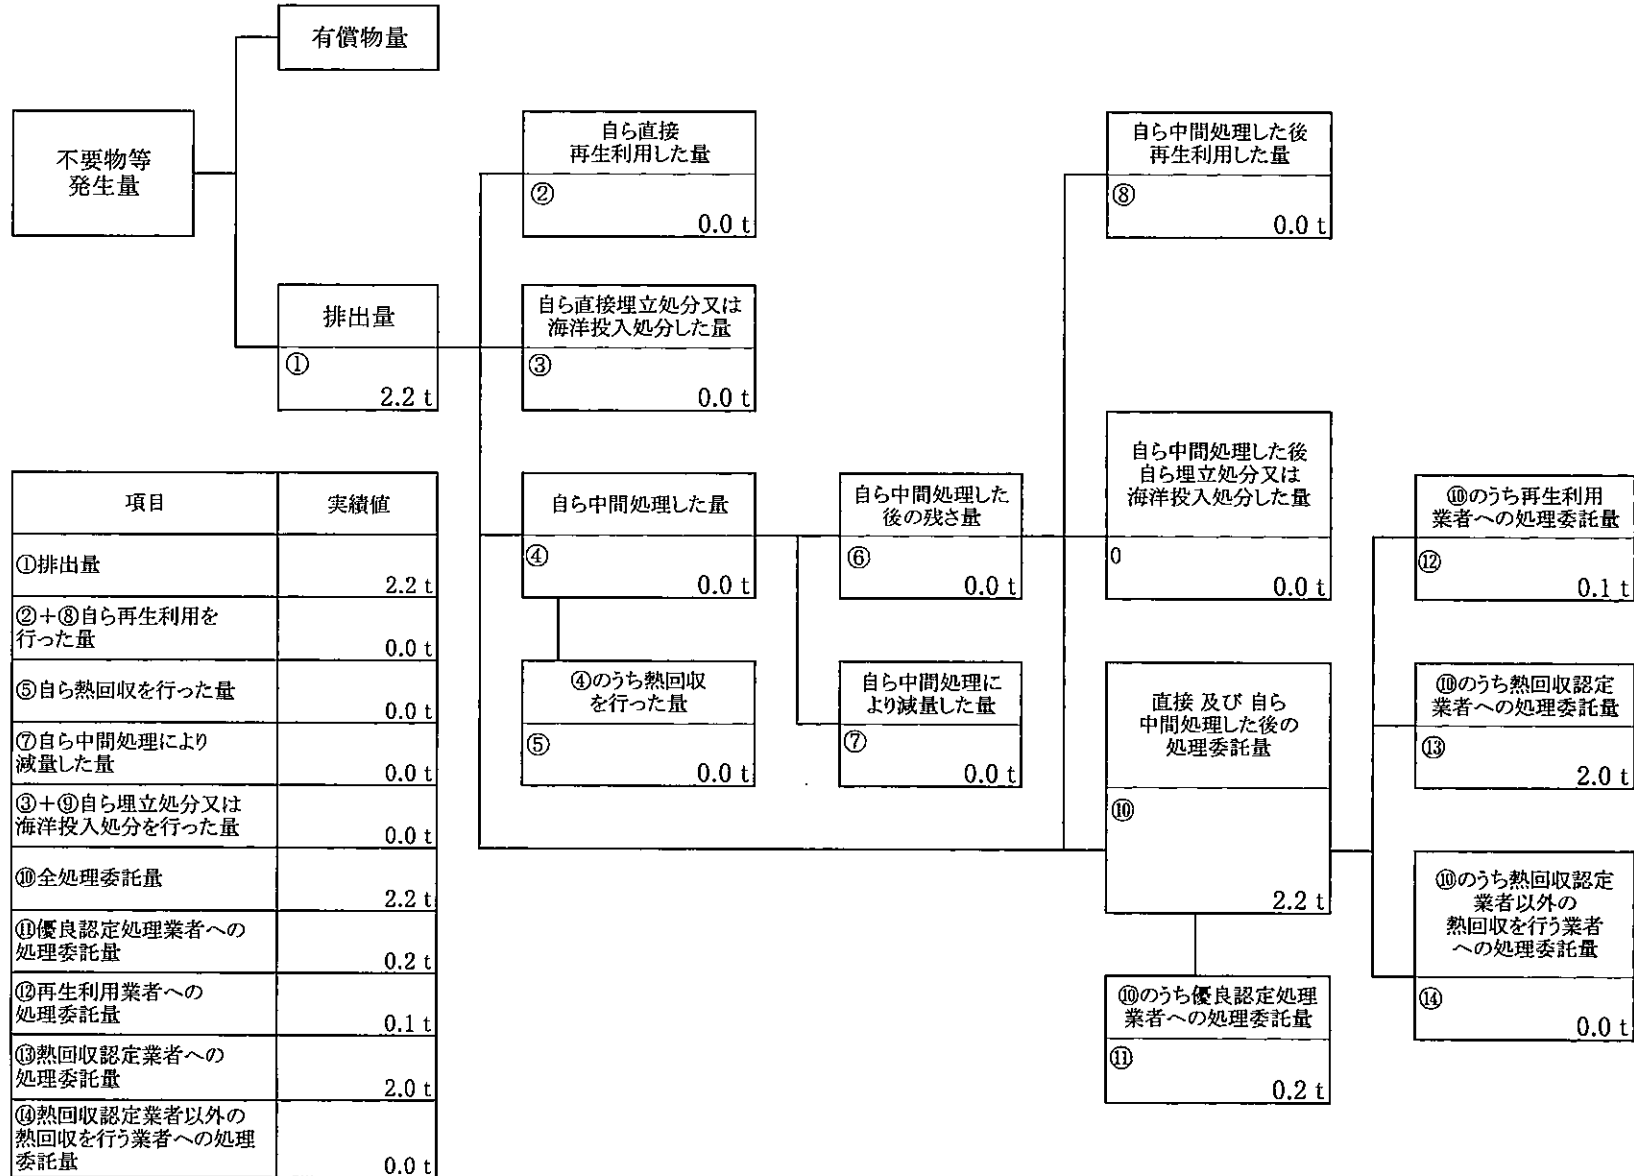 有償物量
不要物等
発生量
排出量
①
2.2 t
自ら直接
再生利用した量
②
0.0 t
自ら直接埋立処分又は
海洋投入処分した量
③
0.0 t
自ら中間処理した量
④
0.0 t
④のうち熱回収
を行った量
⑤
0.0 t
自ら中間処理した
後の残さ量
⑥
0.0 t
自ら中間処理に
より減量した量
⑦
0.0 t
自ら中間処理した後
再生利用した量
⑧
0.0 t
自ら中間処理した後
自ら埋立処分又は
海洋投入処分した量
0
0.0 t
直接 及び 自ら
中間処理した後の
処理委託量
⑩
2.2 t
⑩のうち優良認定処理
業者への処理委託量
⑪
0.2 t
⑩のうち再生利用
業者への処理委託量
⑫
0.1 t
⑩のうち熱回収認定
業者への処理委託量
⑬
2.0 t
⑩のうち熱回収認定
業者以外の
熱回収を行う業者
への処理委託量
⑭
0.0 t
項目 実績値
①排出量
2.2 t
②+⑧自ら再生利用を
行った量
0.0 t
⑤自ら熱回収を行った量
0.0 t
⑦自ら中間処理により
減量した量
0.0 t
③+⑨自ら埋立処分又は
海洋投入処分を行った量
0.0 t
⑩全処理委託量
2.2 t
⑪優良認定処理業者への
処理委託量
0.2 t
⑫再生利用業者への
処理委託量
0.1 t
⑬熱回収認定業者への
処理委託量
2.0 t
⑭熱回収認定業者以外の
熱回収を行う業者への処理
委託量
0.0 t